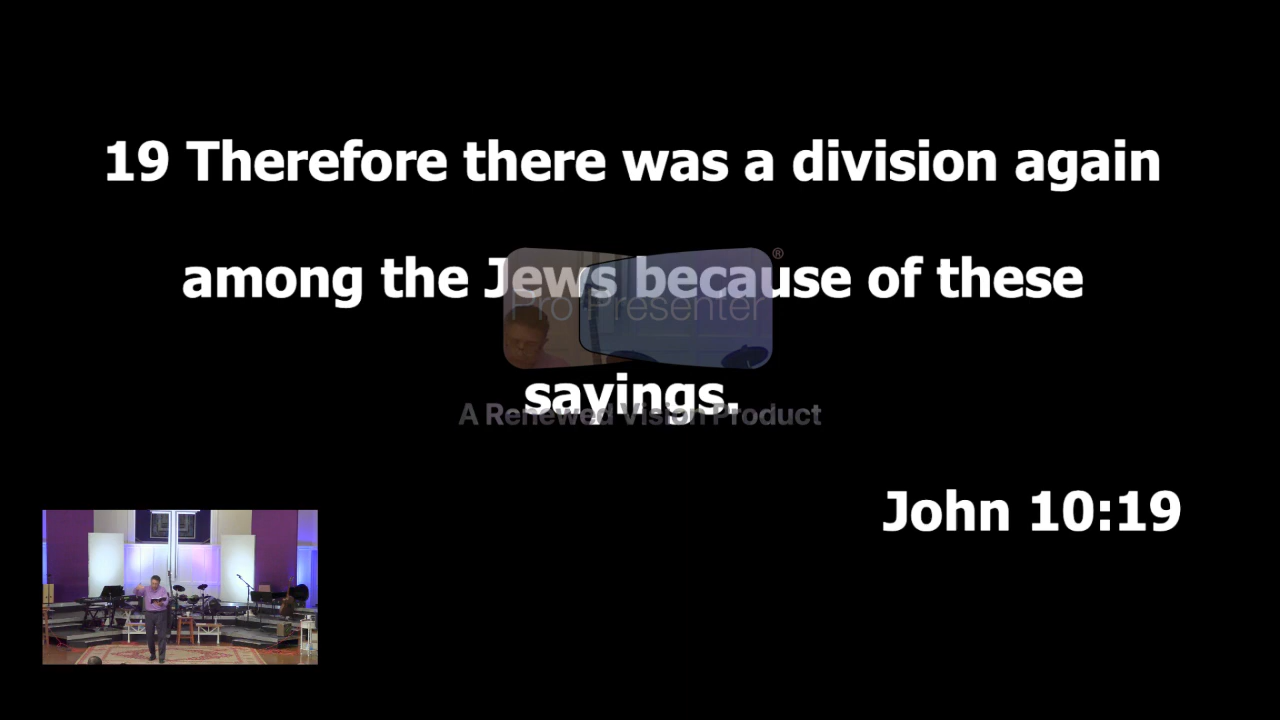 19 Therefore there was a division again
among the Jews because of these
Pro Presenter
®
sayings.
A Renewed Vision Product
John 10:19